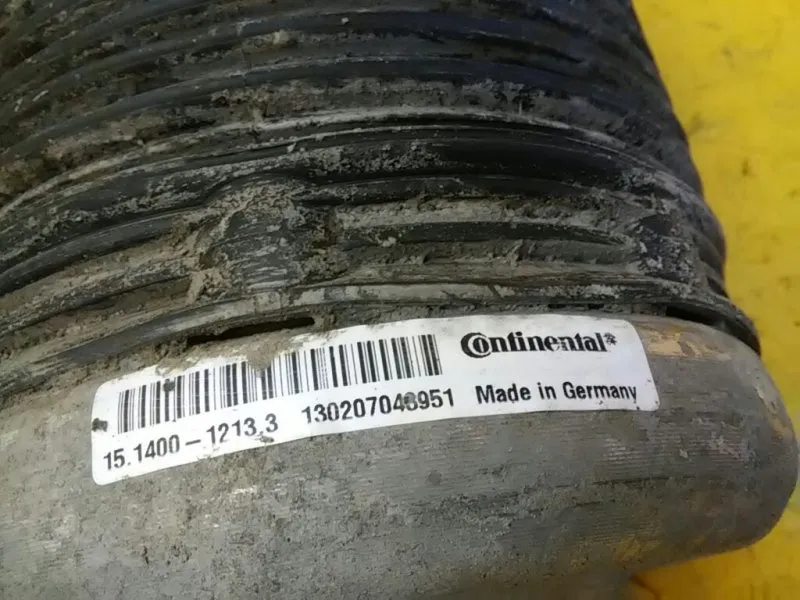 Continental
15.1400-1213.3 130207048951 Made in Germany